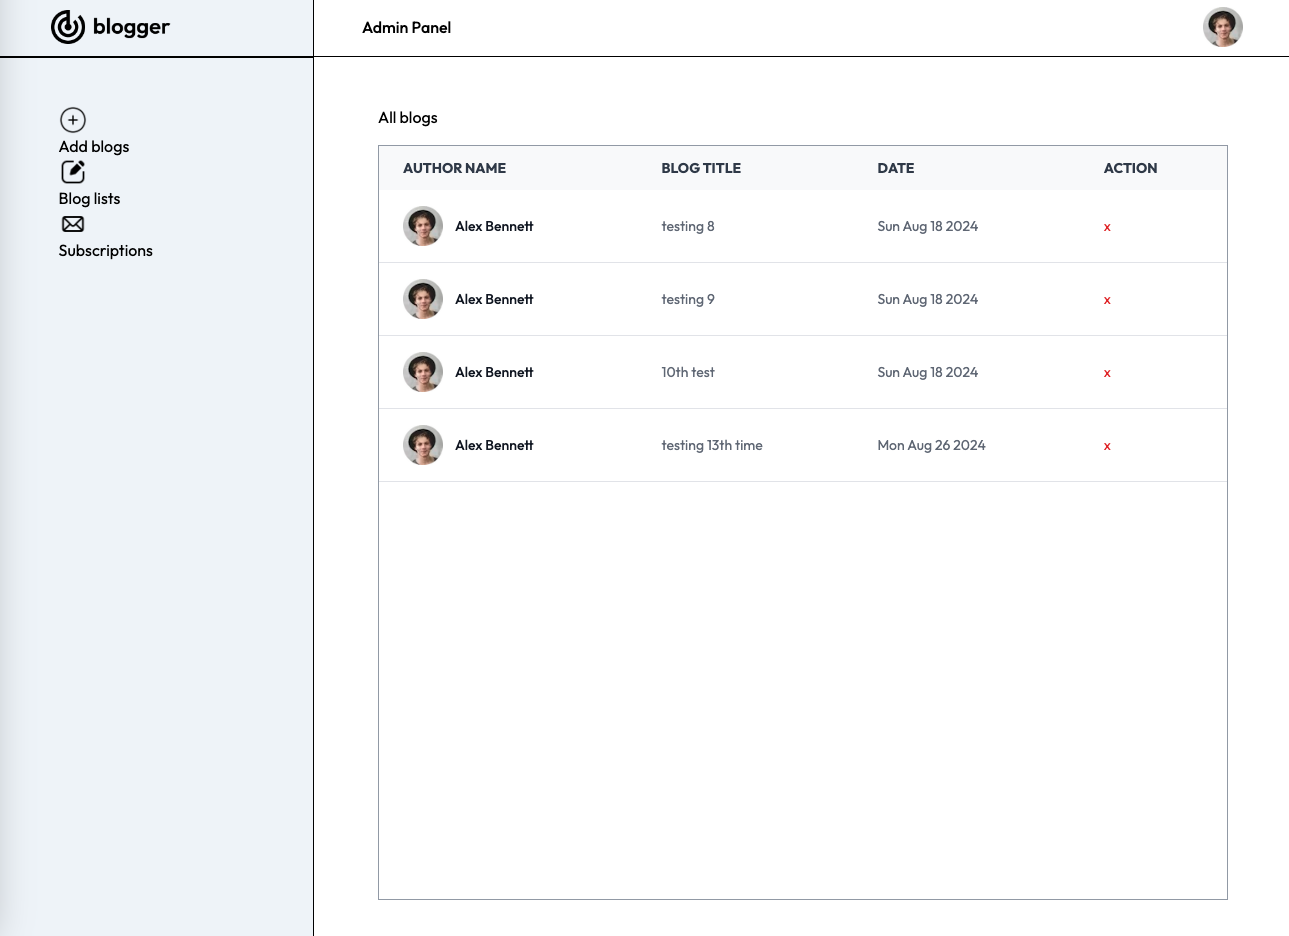 blogger
Admin Panel
Add blogs
Blog lists
Subscriptions
All blogs
AUTHOR NAME BLOG TITLE DATE ACTION
Alex Bennett testing 8 Sun Aug 18 2024 x
Alex Bennett testing 9 Sun Aug 18 2024 x
Alex Bennett 10th test Sun Aug 18 2024 x
Alex Bennett testing 13th time Mon Aug 26 2024 x